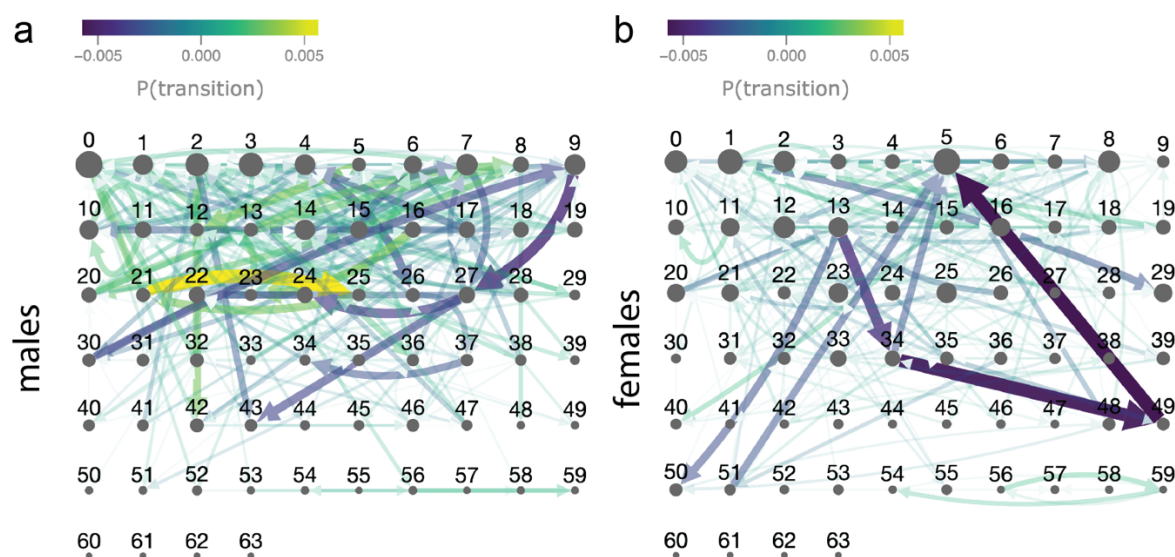 a
−0.005 0.000 0.005
P(transition)
males
0 1 2 3 4 5 6 7 8 9
10 11 12 13 14 15 16 17 18 19
20 21 22 23 24 25 26 27 28 29
30 31 32 33 34 35 36 37 38 39
40 41 42 43 44 45 46 47 48 49
50 51 52 53 54 55 56 57 58 59
60 61 62 63
b
−0.005 0.000 0.005
P(transition)
females
0 1 2 3 4 5 6 7 8 9
10 11 12 13 14 15 16 17 18 19
20 21 22 23 24 25 26 27 28 29
30 31 32 33 34 35 36 37 38 39
40 41 42 43 44 45 46 47 48 49
50 51 52 53 54 55 56 57 58 59
60 61 62 63